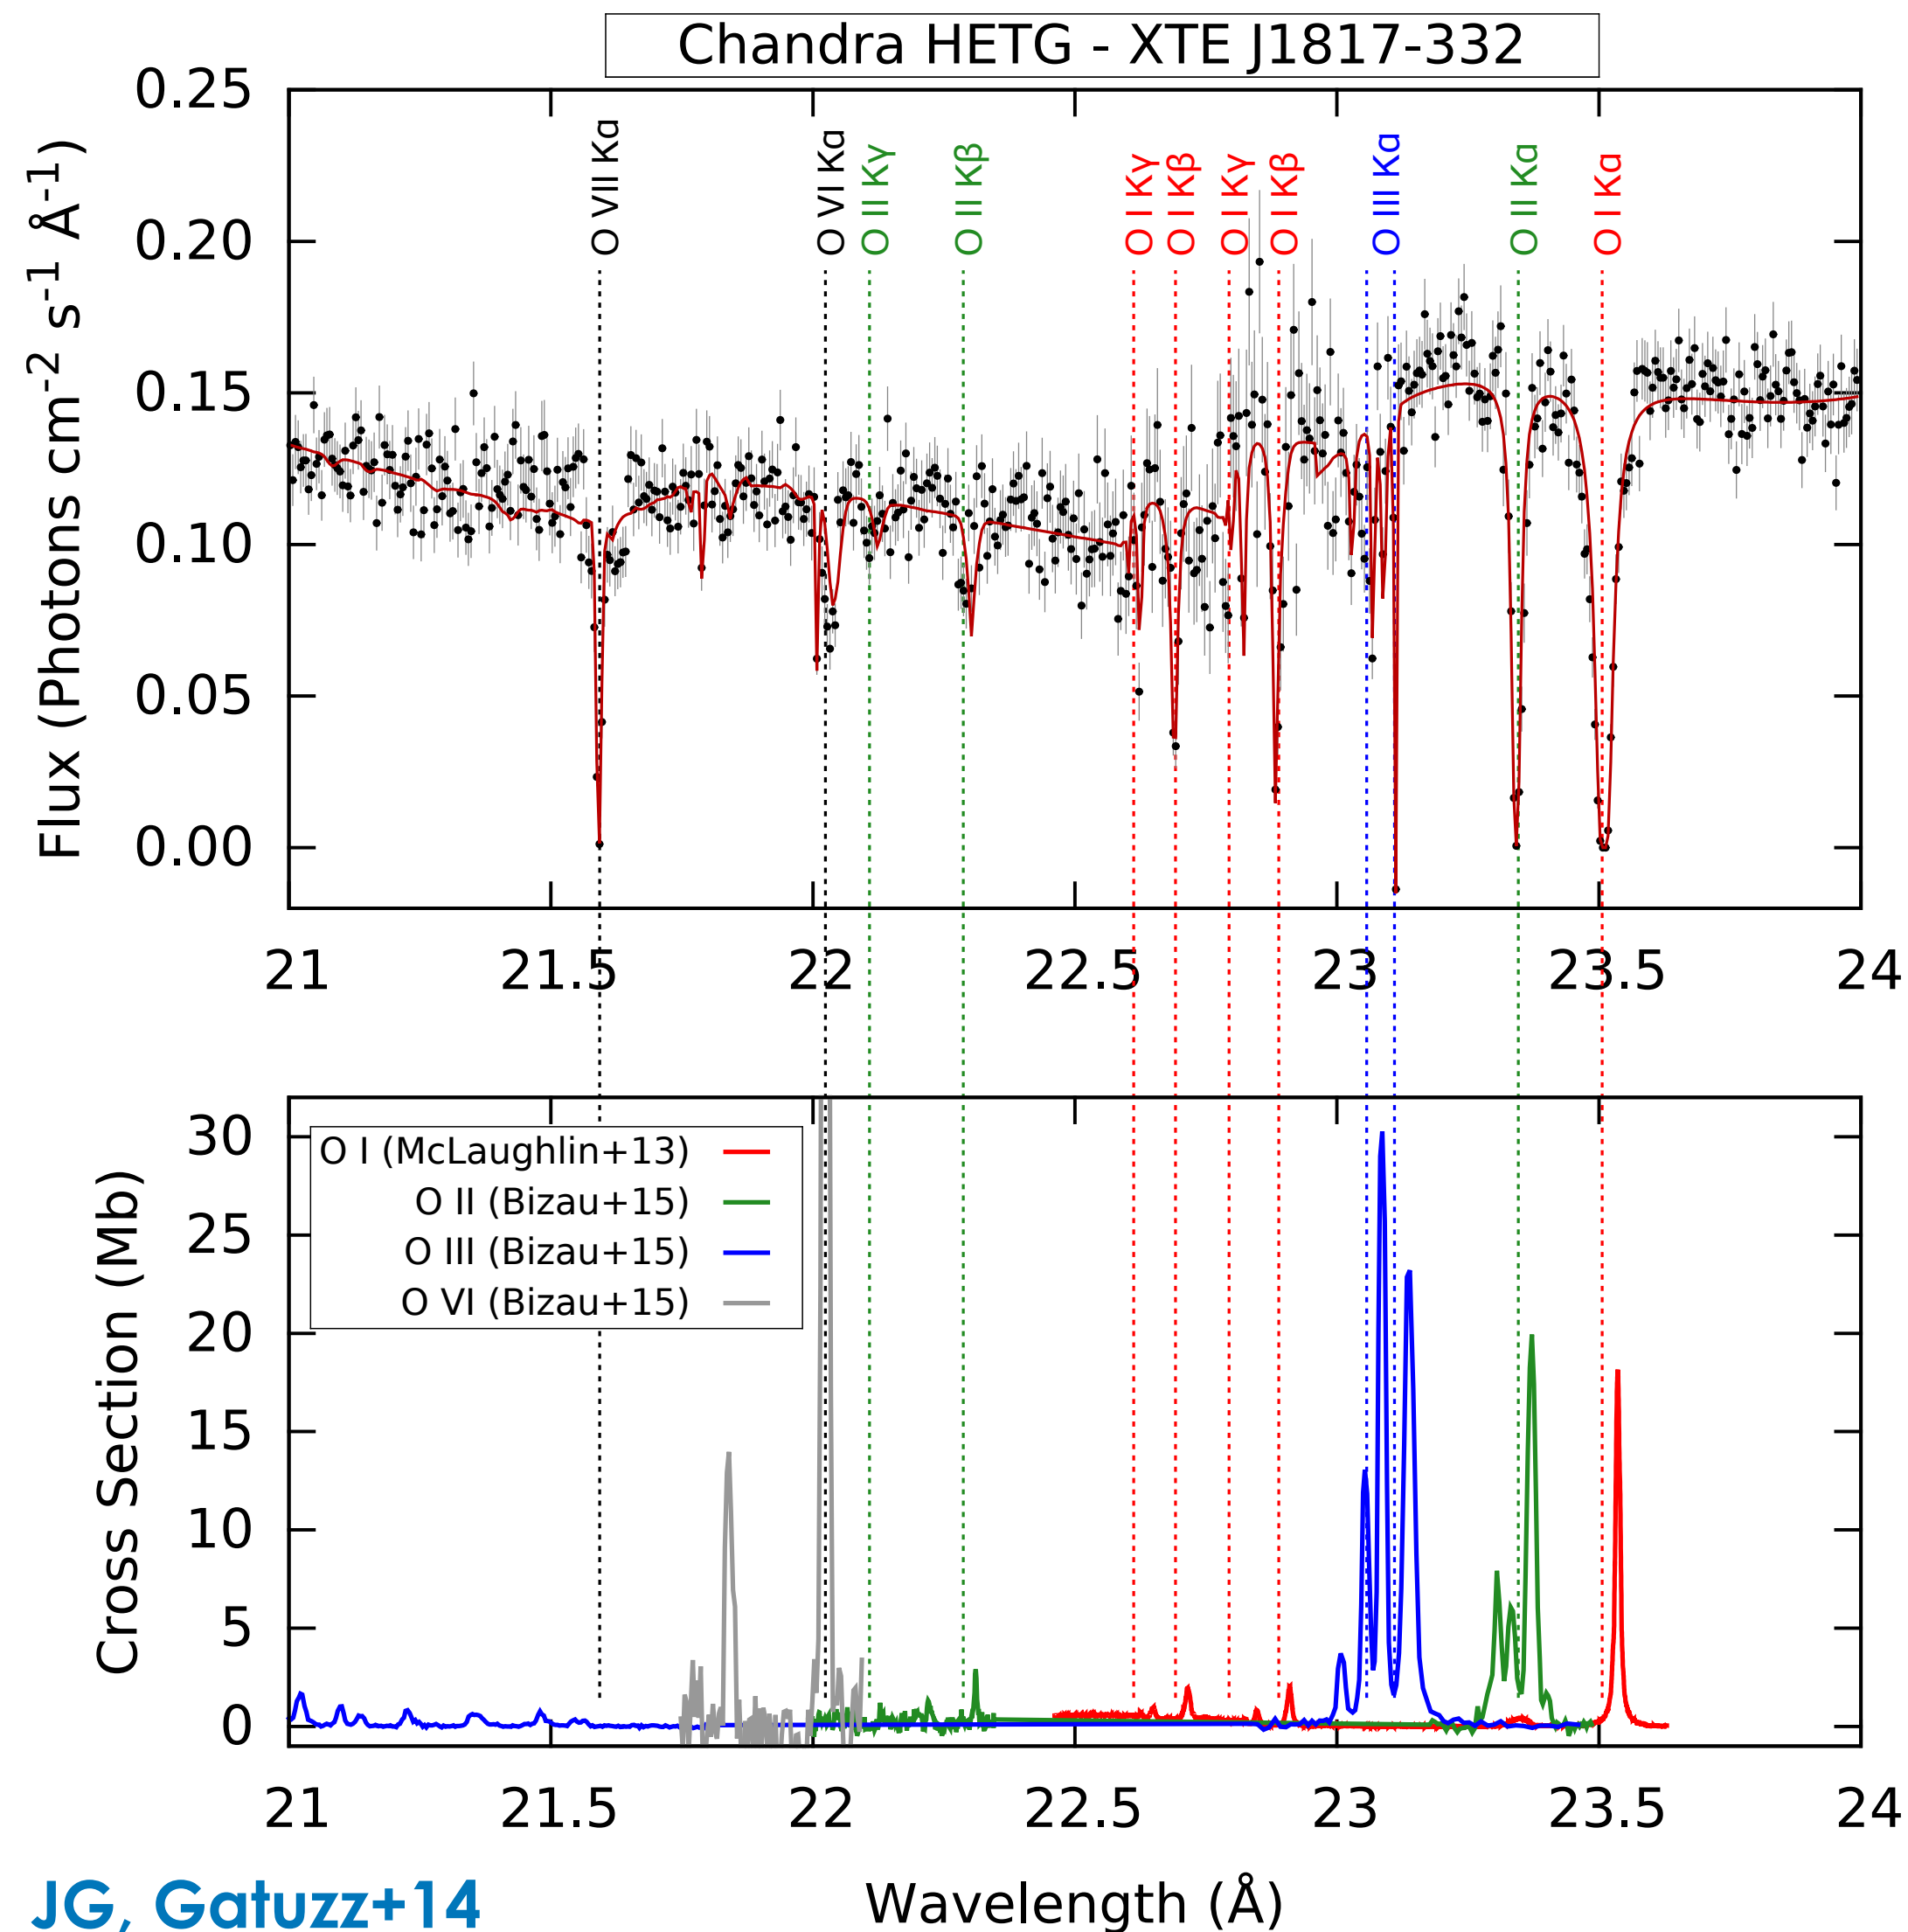 Chandra HETG - XTE J1817-332
0.25
0.20
0.15
0.10
0.05
0.00
Flux (Photons cm-2 s-1 Å-1)
O VII Kα
O VI Kα
O II Kγ
O II Kβ
O I Kγ
O I Kβ
O I Kγ
O I Kβ
O III Kα
O II Kα
O I Kα
21 21.5 22 22.5 23 23.5 24
30
25
20
15
10
5
0
Cross Section (Mb)
O I (McLaughlin+13)
O II (Bizau+15)
O III (Bizau+15)
O VI (Bizau+15)
21 21.5 22 22.5 23 23.5 24
Wavelength (Å)
JG, Gatuzz+14